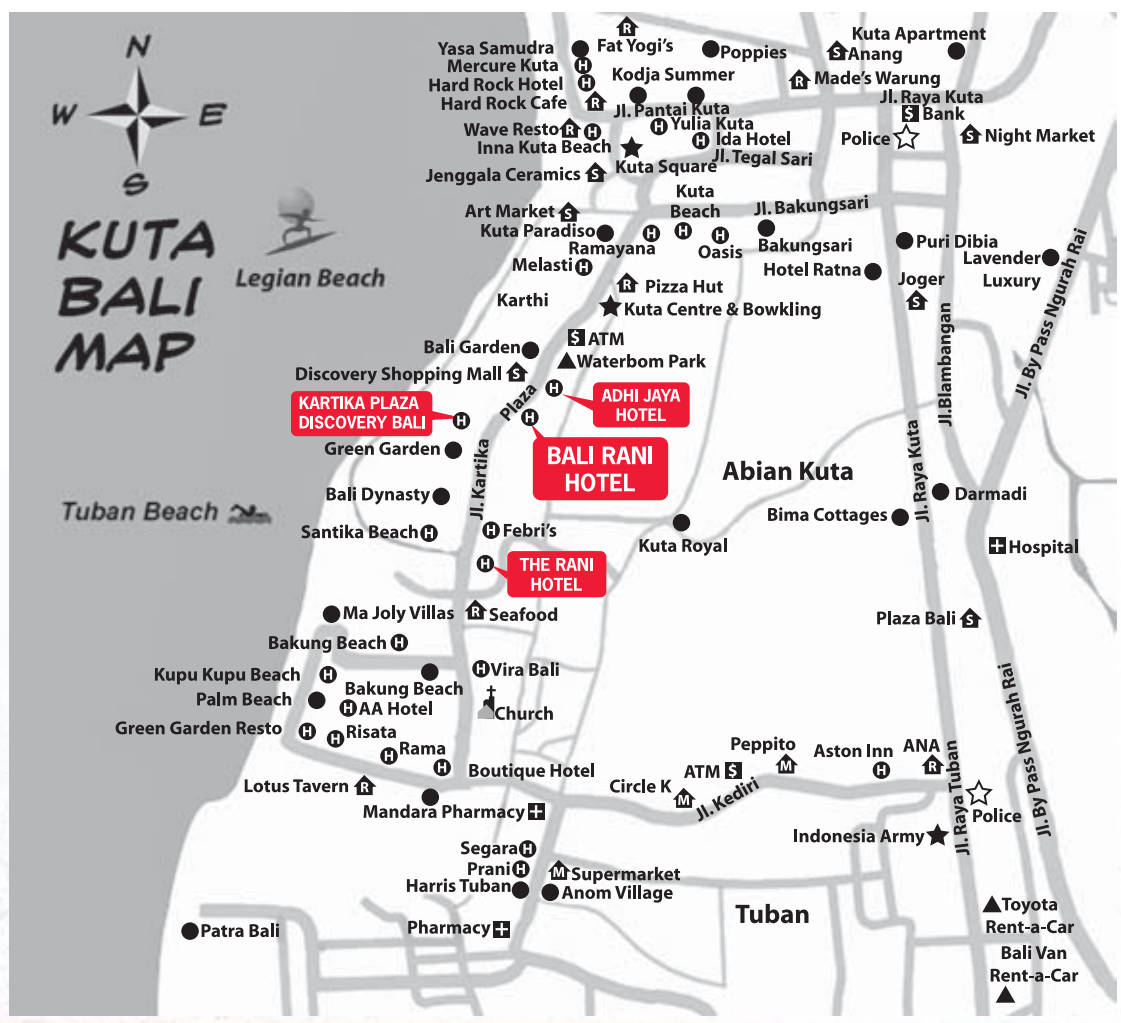 N
W E
S
KUTA
BALI
MAP
Legian Beach
Tuban Beach
Yasa Samudra
R
Fat Yogi's
Poppies
Kuta Apartment
S
Anang
Mercure Kuta H
Hard Rock Hotel H
Kodja Summer
R Made's Warung
Hard Rock Cafe R
Jl. Pantai Kuta
Jl. Raya Kuta
$ Bank
Wave Resto R H
H Yulia Kuta
Police
S Night Market
Inna Kuta Beach
H Ida Hotel
Jl. Tegal Sari
Jenggala Ceramics S
Kuta Square
Kuta
Beach
Art Market S
Jl. Bakungsari
Kuta Paradiso
Ramayana H
H
H
Oasis
Bakungsari
Puri Dibia
Lavender
Luxury
Melasti H
Hotel Ratna
Joger
S
R Pizza Hut
Karthi
Kuta Centre & Bowkling
Jl. By Pass Ngurah Rai
Jl.Blambangan
$ ATM
Bali Garden
Waterbom Park
Discovery Shopping Mall S
KARTIKA PLAZA
DISCOVERY BALI
H
Plaza
H
ADHI JAYA
HOTEL
H
BALI RANI
HOTEL
Green Garden
Jl. Kartika
Abian Kuta
Jl. Raya Kuta
Bali Dynasty
Darmadi
Bima Cottages
Santika Beach H
H Febri's
Kuta Royal
Hospital
H
THE RANI
HOTEL
Ma Joly Villas
R Seafood
Plaza Bali S
Bakung Beach H
Kupu Kupu Beach H
H Vira Bali
Bakung Beach
Palm Beach
H AA Hotel
Church
Green Garden Resto H
H Risata
H Rama
H
Boutique Hotel
Jl. By Pass Ngurah Rai
Peppito
M
Aston Inn
H
ANA
R
ATM $
Circle K
M
Jl. Kediri
Lotus Tavern R
Mandara Pharmacy
Jl. Raya Tuban
Police
Indonesia Army
Segara H
Prani H
M Supermarket
Harris Tuban
Anom Village
Tuban
Toyota
Rent-a-Car
Patra Bali
Pharmacy
Bali Van
Rent-a-Car